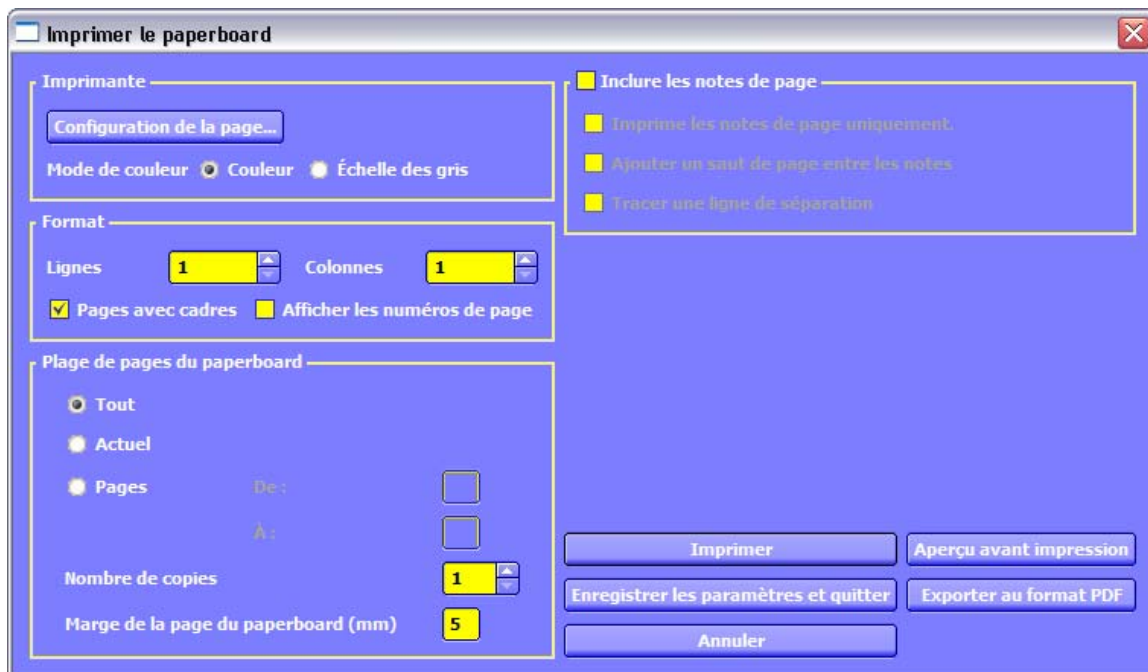 Imprimer le paperboard
Imprimante
Configuration de la page...
Mode de couleur Couleur Échelle des gris
Format
Lignes 1 Colonnes 1
Pages avec cadres Afficher les numéros de page
Plage de pages du paperboard
Tout
Actuel
Pages De :
À :
Nombre de copies 1
Marge de la page du paperboard (mm) 5
Inclure les notes de page
Imprime les notes de page uniquement.
Ajouter un saut de page entre les notes
Tracer une ligne de séparation
Imprimer Aperçu avant impression
Enregistrer les paramètres et quitter Exporter au format PDF
Annuler